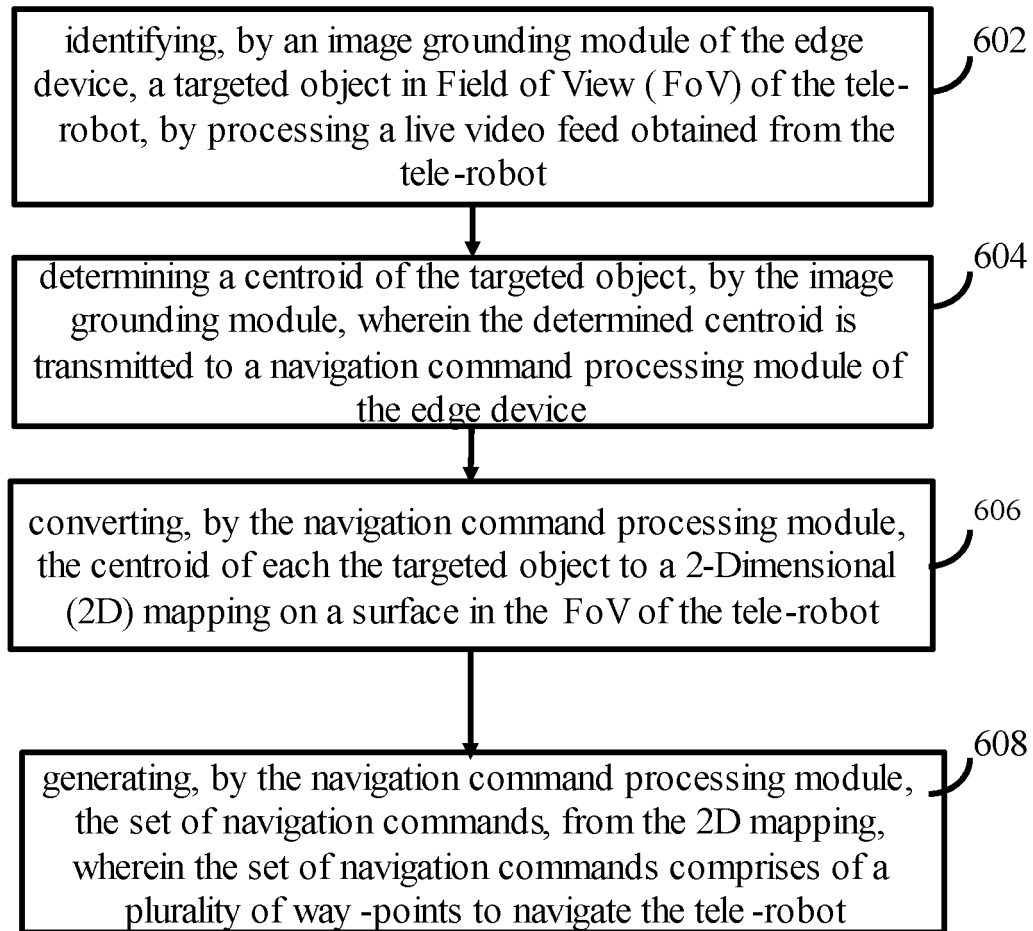 identifying, by an image grounding module of the edge
device, a targeted object in Field of View (FoV) of the tele-
robot, by processing a live video feed obtained from the
tele-robot
602
determining a centroid of the targeted object, by the image
grounding module, wherein the determined centroid is
transmitted to a navigation command processing module of
the edge device
604
converting, by the navigation command processing module,
the centroid of each the targeted object to a 2-Dimensional
(2D) mapping on a surface in the FoV of the tele-robot
606
generating, by the navigation command processing module,
the set of navigation commands, from the 2D mapping,
wherein the set of navigation commands comprises of a
plurality of way-points to navigate the tele-robot
608